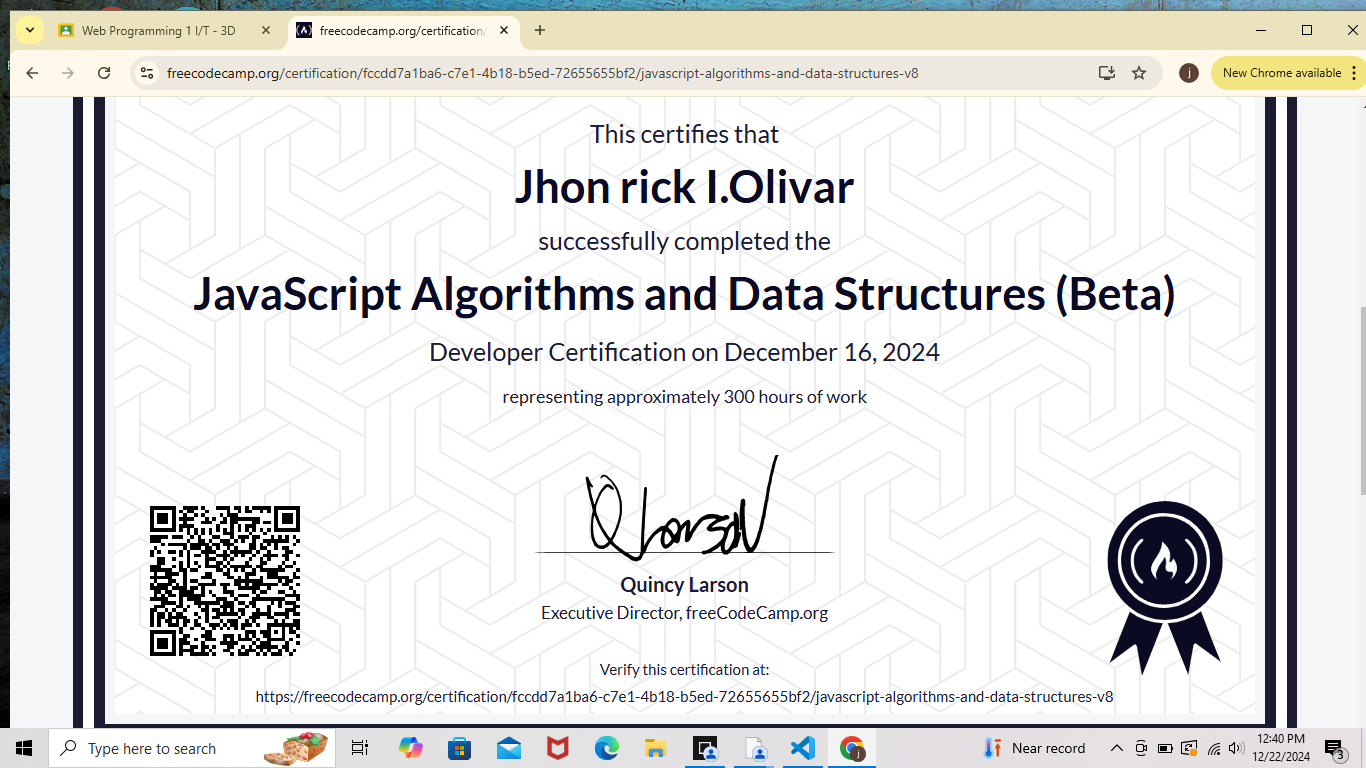 Web Programming 1 I/T - 3D
freecodecamp.org/certification/
freecodecamp.org/certification/fccdd7a1ba6-c7e1-4b18-b5ed-72655655bf2/javascript-algorithms-and-data-structures-v8
j
New Chrome available
This certifies that
Jhon rick I.Olivar
successfully completed the
JavaScript Algorithms and Data Structures (Beta)
Developer Certification on December 16, 2024
representing approximately 300 hours of work
QLarson
Quincy Larson
Executive Director, freeCodeCamp.org
Verify this certification at:
https://freecodecamp.org/certification/fccdd7a1ba6-c7e1-4b18-b5ed-72655655bf2/javascript-algorithms-and-data-structures-v8
Type here to search
j
Near record
12:40 PM
12/22/2024
3